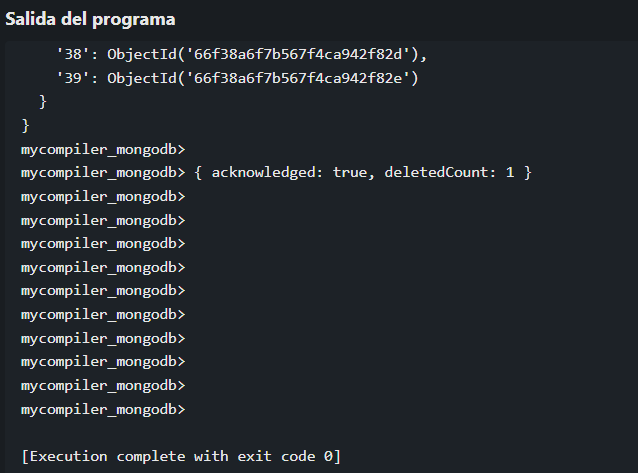 Salida del programa
'38': ObjectId('66f38a6f7b567f4ca942f82d'),
'39': ObjectId('66f38a6f7b567f4ca942f82e')
}
}
mycompiler_mongodb>
mycompiler_mongodb> { acknowledged: true, deletedCount: 1 }
mycompiler_mongodb>
mycompiler_mongodb>
mycompiler_mongodb>
mycompiler_mongodb>
mycompiler_mongodb>
mycompiler_mongodb>
mycompiler_mongodb>
mycompiler_mongodb>
mycompiler_mongodb>
mycompiler_mongodb>
[Execution complete with exit code 0]